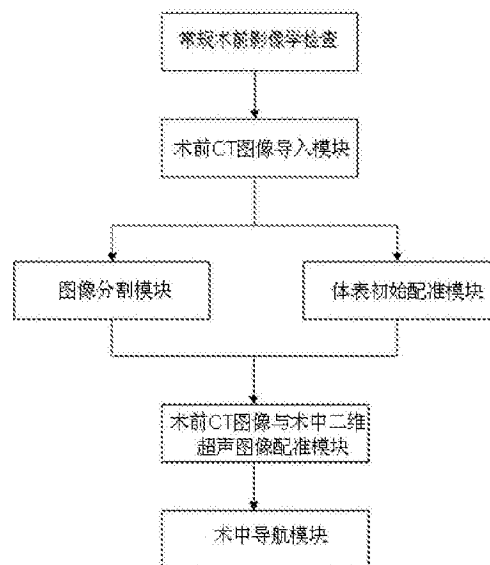 常规术前影像学检查
术前CT图像导入模块
图像分割模块
体表初始配准模块
术前CT图像与术中二维
超声图像配准模块
术中导航模块